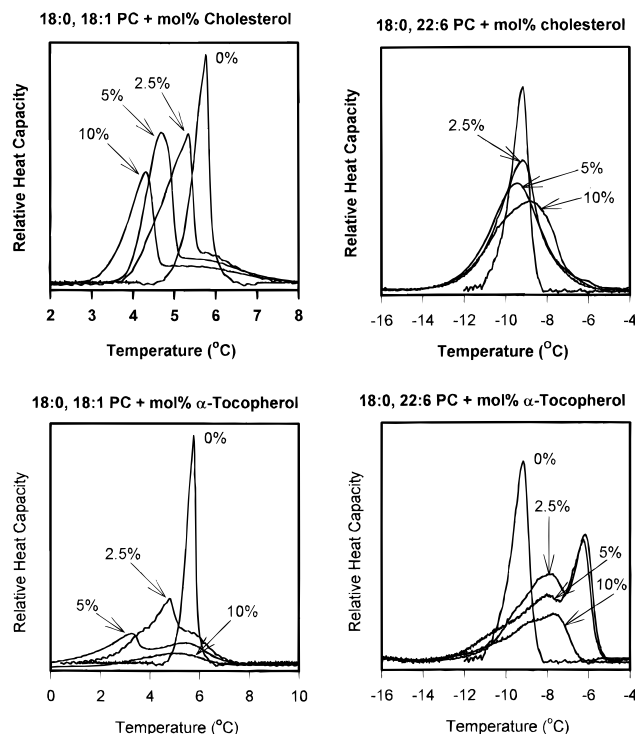 18:0, 18:1 PC + mol% Cholesterol
Relative Heat Capacity
0%
2.5%
5%
10%
2 3 4 5 6 7 8
Temperature (°C)
18:0, 22:6 PC + mol% cholesterol
Relative Heat Capacity
2.5%
5%
10%
-16 -14 -12 -10 -8 -6 -4
Temperature (°C)
18:0, 18:1 PC + mol% α-Tocopherol
Relative Heat Capacity
0%
2.5%
5%
10%
0 2 4 6 8 10
Temperature (°C)
18:0, 22:6 PC + mol% α-Tocopherol
Relative Heat Capacity
0%
2.5%
5%
10%
-16 -14 -12 -10 -8 -6 -4
Temperature (°C)